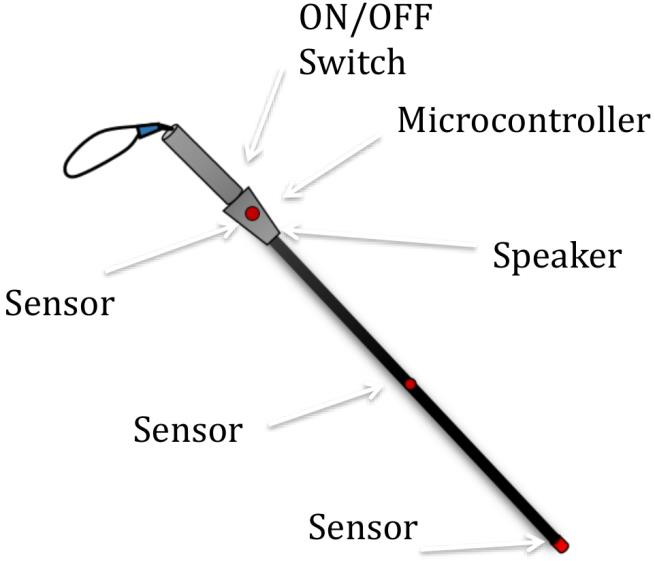 ON/OFF
Switch
Microcontroller
Speaker
Sensor
Sensor
Sensor